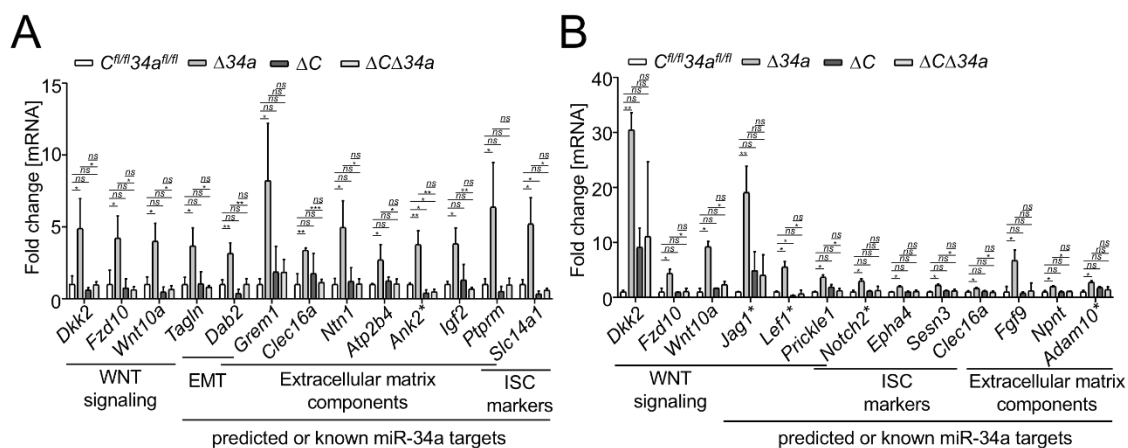 A
C^{fl/fl}34a^{fl/fl} Δ34a ΔC ΔCΔ34a
Fold change [mRNA]
15
10
5
0
Dkk2
Fzd10
Wnt10a
Tagln
Dab2
Grem1
Clec16a
Ntn1
Atp2b4
Ank2*
Igf2
Ptprm
Slc14a1
WNT
signaling
EMT
Extracellular matrix
components
ISC
markers
predicted or known miR-34a targets
B
C^{fl/fl}34a^{fl/fl} Δ34a ΔC ΔCΔ34a
Fold change [mRNA]
40
30
20
10
0
Dkk2
Fzd10
Wnt10a
Jag1*
Lef1*
Prickle1
Notch2*
Epha4
Sesn3
Clec16a
Fgf9
Npnt
Adam10*
WNT
signaling
ISC
markers
Extracellular matrix
components
predicted or known miR-34a targets